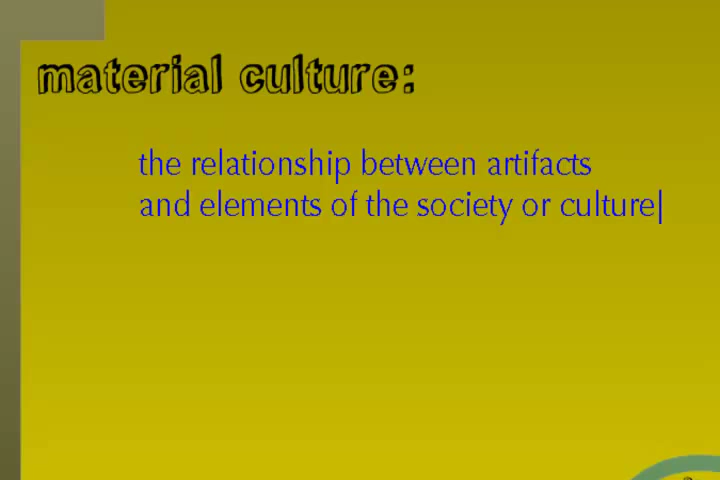 material culture:
the relationship between artifacts
and elements of the society or culture